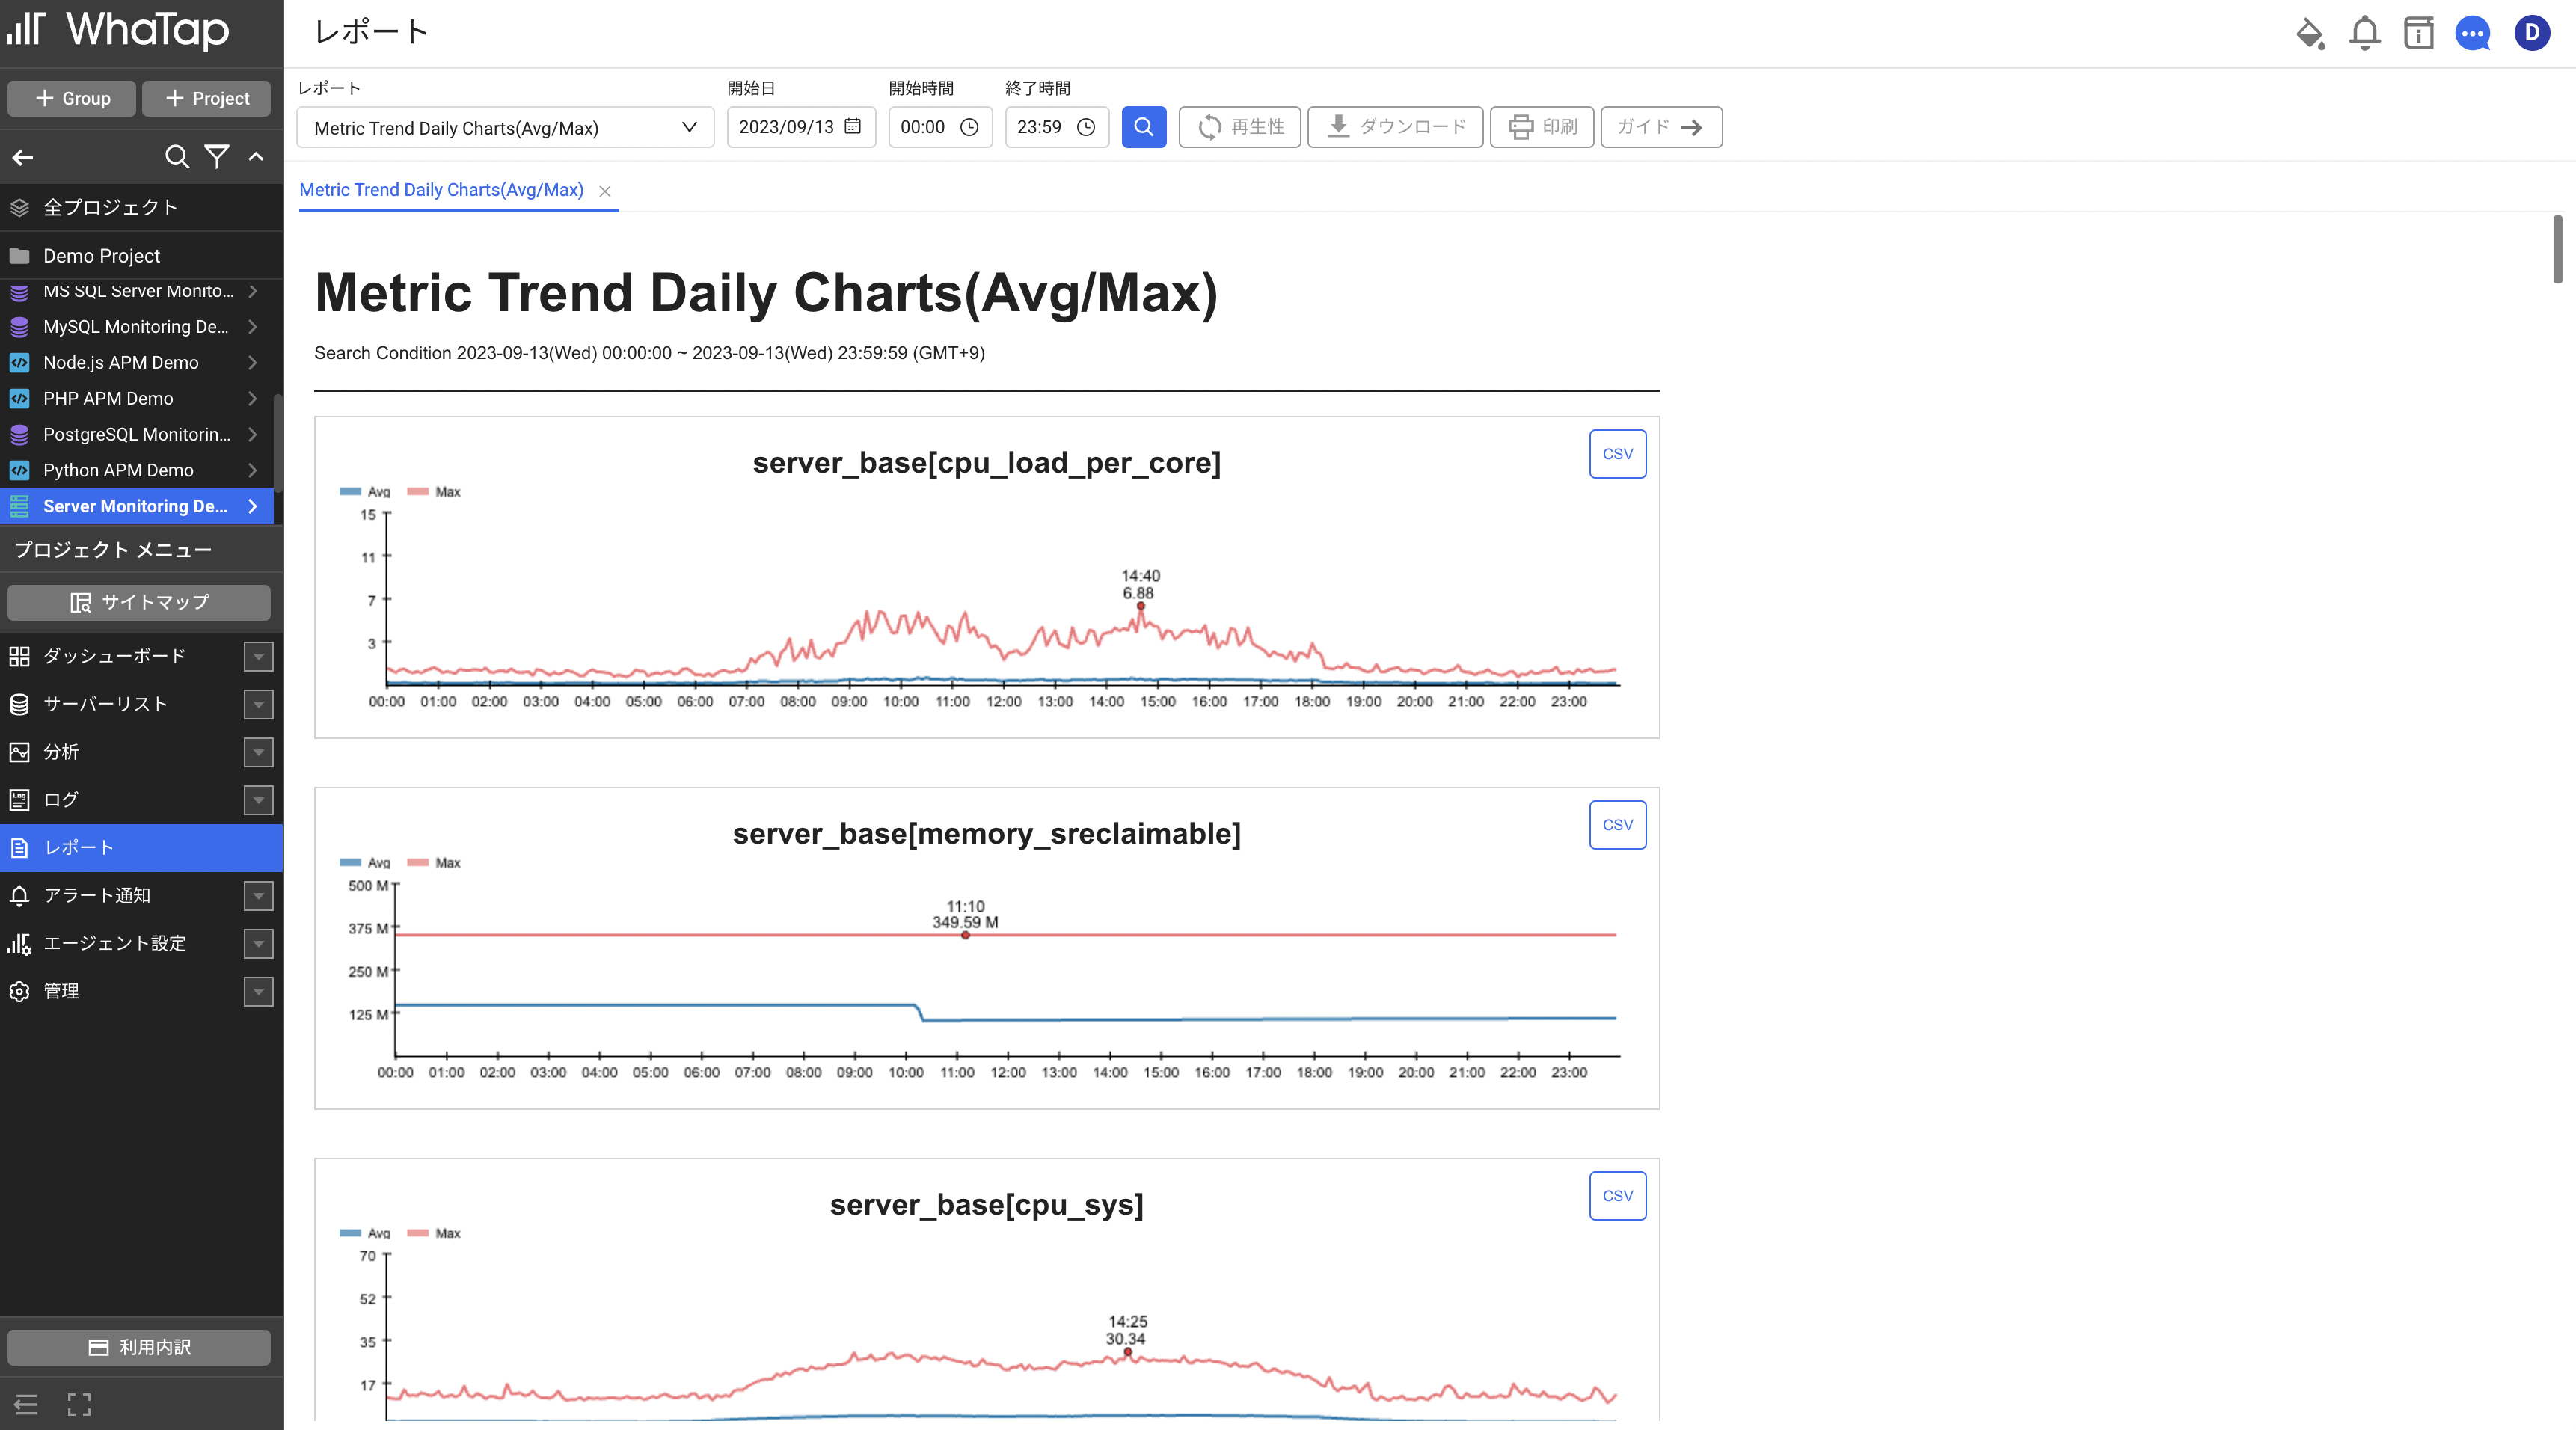 WhaTap
Group
Project
全プロジェクト
Demo Project
MS SQL Server Monito...
MySQL Monitoring De...
Node.js APM Demo
PHP APM Demo
PostgreSQL Monitorin...
Python APM Demo
Server Monitoring De...
プロジェクト メニュー
サイトマップ
ダッシューボード
サーバーリスト
分析
Log
ログ
レポート
アラート通知
エージェント設定
管理
利用内訳
レポート
D
レポート
開始日
開始時間
終了時間
Metric Trend Daily Charts(Avg/Max)
2023/09/13
00:00
23:59
再生性
ダウンロード
印刷
ガイド
Metric Trend Daily Charts(Avg/Max)
Metric Trend Daily Charts(Avg/Max)
Search Condition 2023-09-13(Wed) 00:00:00 ~ 2023-09-13(Wed) 23:59:59 (GMT+9)
server_base[cpu_load_per_core]
CSV
Avg Max
15
11
7
3
14:40
6.88
00:00 01:00 02:00 03:00 04:00 05:00 06:00 07:00 08:00 09:00 10:00 11:00 12:00 13:00 14:00 15:00 16:00 17:00 18:00 19:00 20:00 21:00 22:00 23:00
server_base[memory_sreclaimable]
CSV
Avg Max
500 M
375 M
250 M
125 M
11:10
349.59 M
00:00 01:00 02:00 03:00 04:00 05:00 06:00 07:00 08:00 09:00 10:00 11:00 12:00 13:00 14:00 15:00 16:00 17:00 18:00 19:00 20:00 21:00 22:00 23:00
server_base[cpu_sys]
CSV
Avg Max
70
52
35
17
14:25
30.34